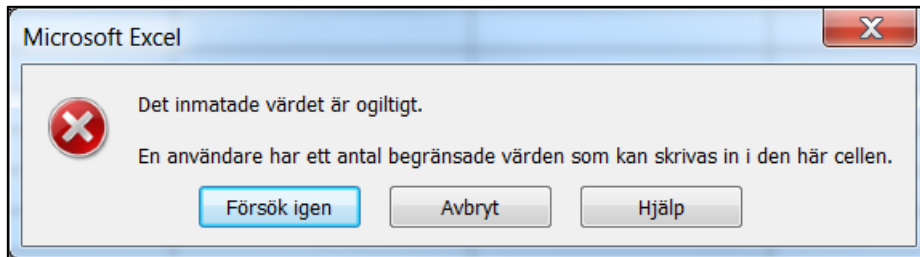 Microsoft Excel
Det inmatade värdet är ogiltigt.
En användare har ett antal begränsade värden som kan skrivas in i den här cellen.
Försök igen Avbryt Hjälp